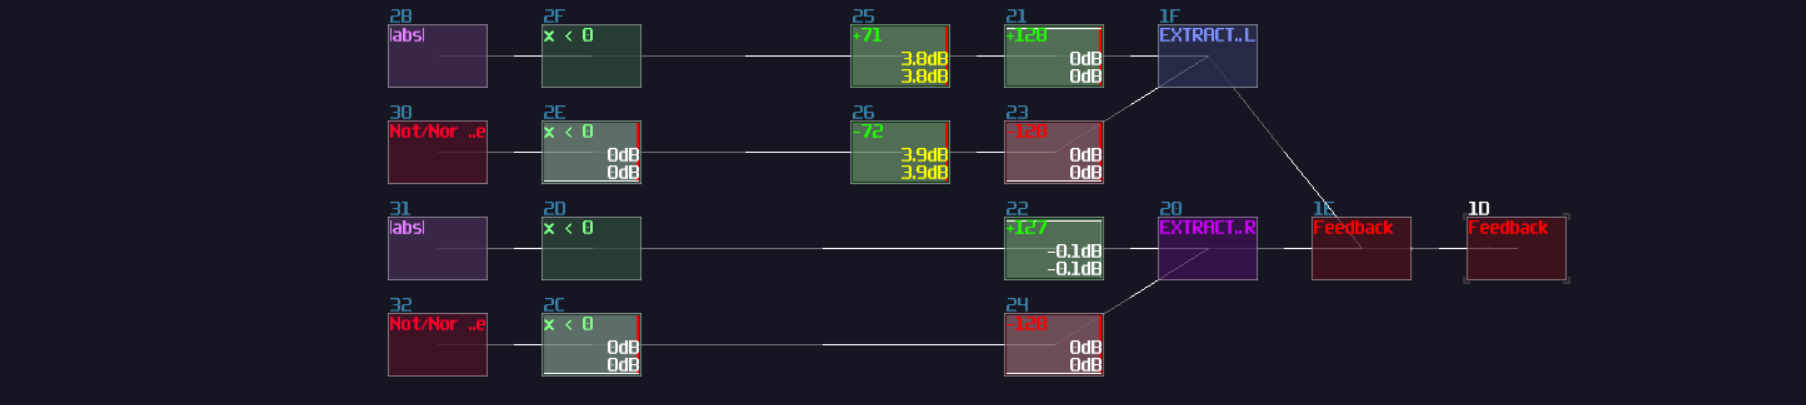 2B 2F 25 21 1F
|abs| x < 0 +71 +128 EXTRACT..L
3.8dB 0dB
3.8dB 0dB
30 2E 26 23
Not/Nor ..e x < 0 -72 -128
0dB 3.9dB 0dB
0dB 3.9dB 0dB
31 2D 22 20 1E 1D
|abs| x < 0 +127 EXTRACT..R Feedback Feedback
-0.1dB
-0.1dB
32 2C 24
Not/Nor ..e x < 0 -128
0dB 0dB
0dB 0dB